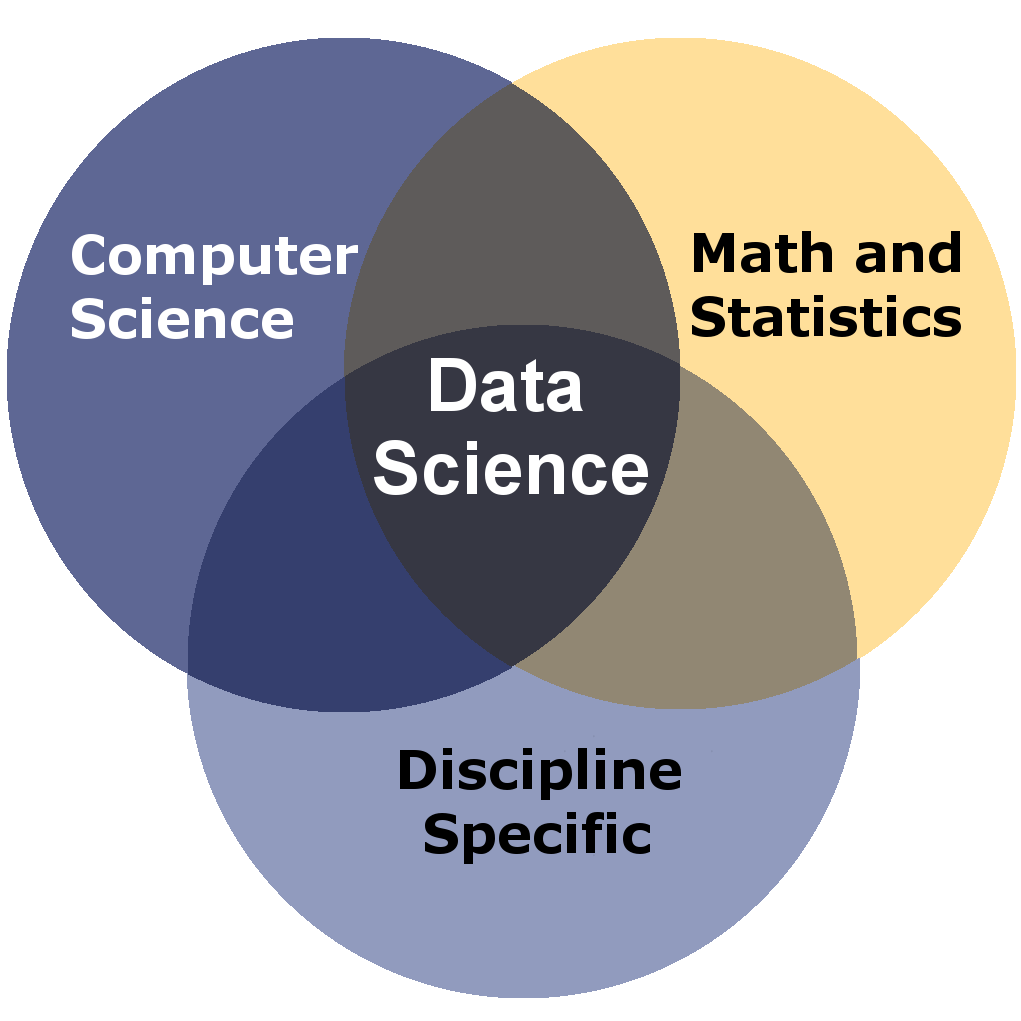 Computer
Science
Math and
Statistics
Data
Science
Discipline
Specific